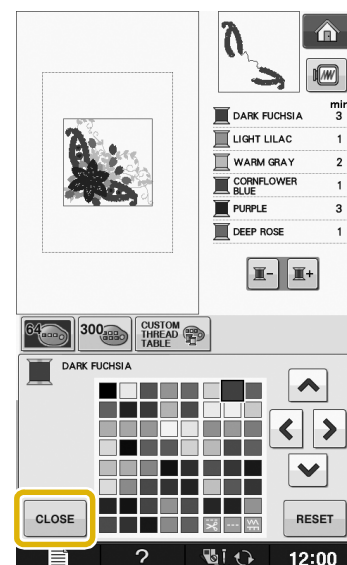 min
DARK FUCHSIA 3
LIGHT LILAC 1
WARM GRAY 2
CORNFLOWER
BLUE 1
PURPLE 3
DEEP ROSE 1
- +
64 300 CUSTOM
THREAD
TABLE
DARK FUCHSIA
CLOSE RESET
? 12:00